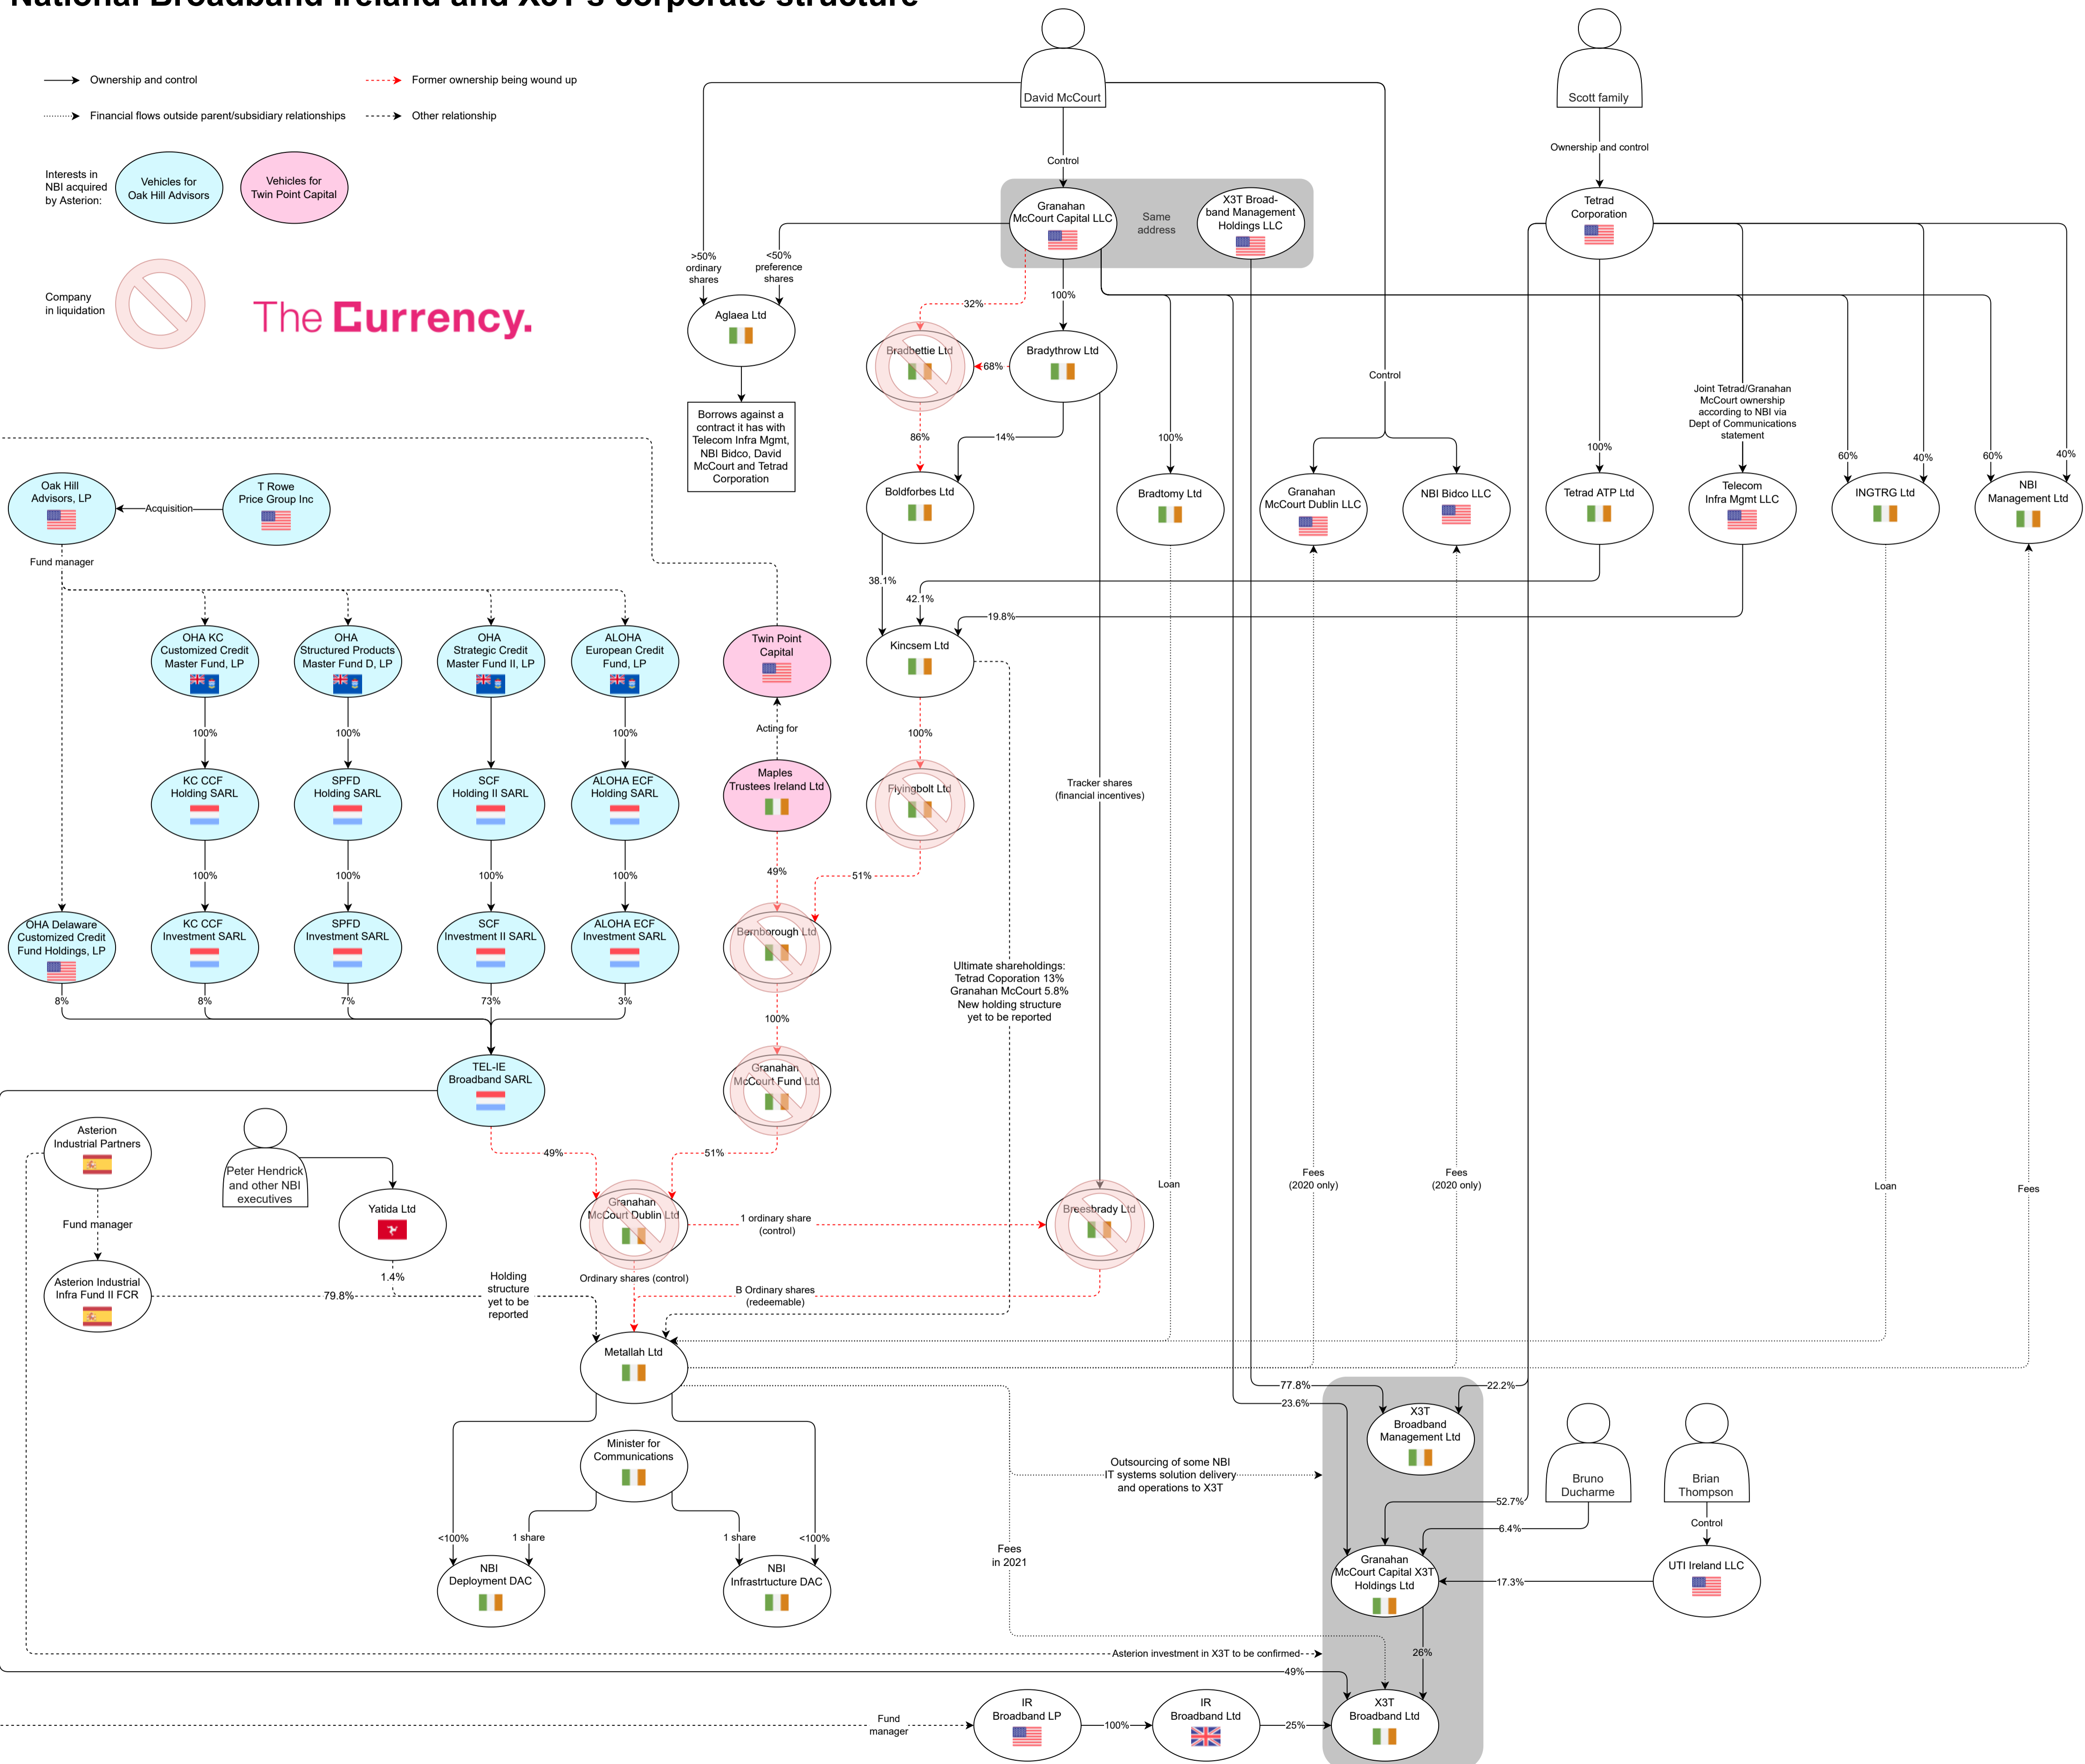 National Broadband Ireland and X3T's corporate structure
Ownership and control
Former ownership being wound up
Financial flows outside parent/subsidiary relationships
Other relationship
Interests in
NBI acquired
by Asterion:
Vehicles for
Oak Hill Advisors
Vehicles for
Twin Point Capital
Company
in liquidation
The Currency.
David McCourt
Scott family
Control
Ownership and control
Granahan
McCourt Capital LLC
Same
address
X3T Broad-
band Management
Holdings LLC
Tetrad
Corporation
>50%
ordinary
shares
<50%
preference
shares
32%
100%
Aglaea Ltd
Bradbettie Ltd
68%
Bradythrow Ltd
Control
Joint Tetrad/Granahan
McCourt ownership
according to NBI via
Dept of Communications
statement
Borrows against a
contract it has with
Telecom Infra Mgmt,
NBI Bidco, David
McCourt and Tetrad
Corporation
86%
14%
100%
100%
60%
40%
60%
40%
Oak Hill
Advisors, LP
Acquisition
T Rowe
Price Group Inc
Boldforbes Ltd
Bradtomy Ltd
Granahan
McCourt Dublin LLC
NBI Bidco LLC
Tetrad ATP Ltd
Telecom
Infra Mgmt LLC
INGTRG Ltd
NBI
Management Ltd
Fund manager
38.1%
42.1%
19.8%
OHA KC
Customized Credit
Master Fund, LP
OHA
Structured Products
Master Fund D, LP
OHA
Strategic Credit
Master Fund II, LP
ALOHA
European Credit
Fund, LP
Twin Point
Capital
Kincsem Ltd
100%
100%
100%
Acting for
100%
KC CCF
Holding SARL
SPFD
Holding SARL
SCF
Holding II SARL
ALOHA ECF
Holding SARL
Maples
Trustees Ireland Ltd
Flyingbolt Ltd
Tracker shares
(financial incentives)
100%
100%
100%
100%
49%
51%
OHA Delaware
Customized Credit
Fund Holdings, LP
KC CCF
Investment SARL
SPFD
Investment SARL
SCF
Investment II SARL
ALOHA ECF
Investment SARL
Bernborough Ltd
Ultimate shareholdings:
Tetrad Coporation 13%
Granahan McCourt 5.8%
New holding structure
yet to be reported
8%
8%
7%
73%
3%
100%
TEL-IE
Broadband SARL
Granahan
McCourt Fund Ltd
Asterion
Industrial Partners
Peter Hendrick
and other NBI
executives
49%
51%
Loan
Fees
(2020 only)
Fees
(2020 only)
Loan
Fees
Fund manager
Yatida Ltd
Granahan
McCourt Dublin Ltd
1 ordinary share
(control)
Breesbrady Ltd
Asterion Industrial
Infra Fund II FCR
1.4%
79.8%
Holding
structure
yet to be
reported
Ordinary shares (control)
B Ordinary shares
(redeemable)
Metallah Ltd
77.8%
22.2%
23.6%
X3T
Broadband
Management Ltd
Minister for
Communications
Outsourcing of some NBI
IT systems solution delivery
and operations to X3T
Bruno
Ducharme
Brian
Thompson
52.7%
6.4%
Control
<100%
1 share
1 share
<100%
Fees
in 2021
NBI
Deployment DAC
NBI
Infrastrtucture DAC
Granahan
McCourt Capital X3T
Holdings Ltd
17.3%
UTI Ireland LLC
Asterion investment in X3T to be confirmed
26%
49%
Fund
manager
IR
Broadband LP
100%
IR
Broadband Ltd
25%
X3T
Broadband Ltd